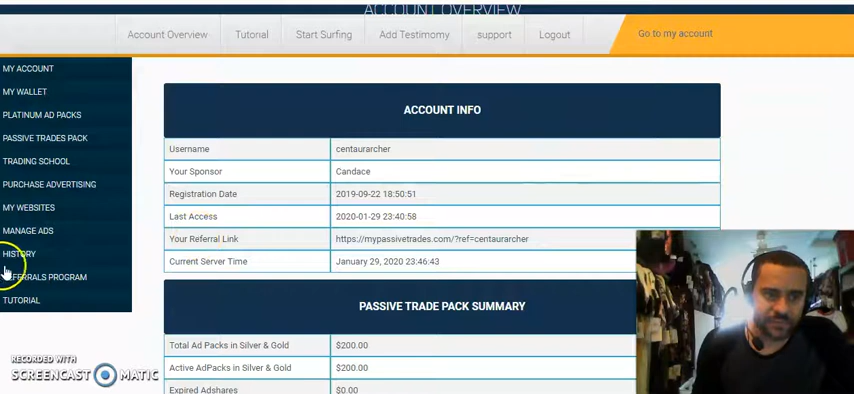 ACCOUNT OVERVIEW
Account Overview Tutorial Start Surfing Add Testimomy support Logout Go to my account
MY ACCOUNT
MY WALLET
PLATINUM AD PACKS
PASSIVE TRADES PACK
TRADING SCHOOL
PURCHASE ADVERTISING
MY WEBSITES
MANAGE ADS
HISTORY
REFERRALS PROGRAM
TUTORIAL
ACCOUNT INFO
Username centaurarcher
Your Sponsor Candace
Registration Date 2019-09-22 18:50:51
Last Access 2020-01-29 23:40:58
Your Referral Link https://mypassivetrades.com/?ref=centaurarcher
Current Server Time January 29, 2020 23:46:43
PASSIVE TRADE PACK SUMMARY
Total Ad Packs in Silver & Gold $200.00
Active AdPacks in Silver & Gold $200.00
Expired Adshares $0.00
RECORDED WITH
SCREENCAST MATIC